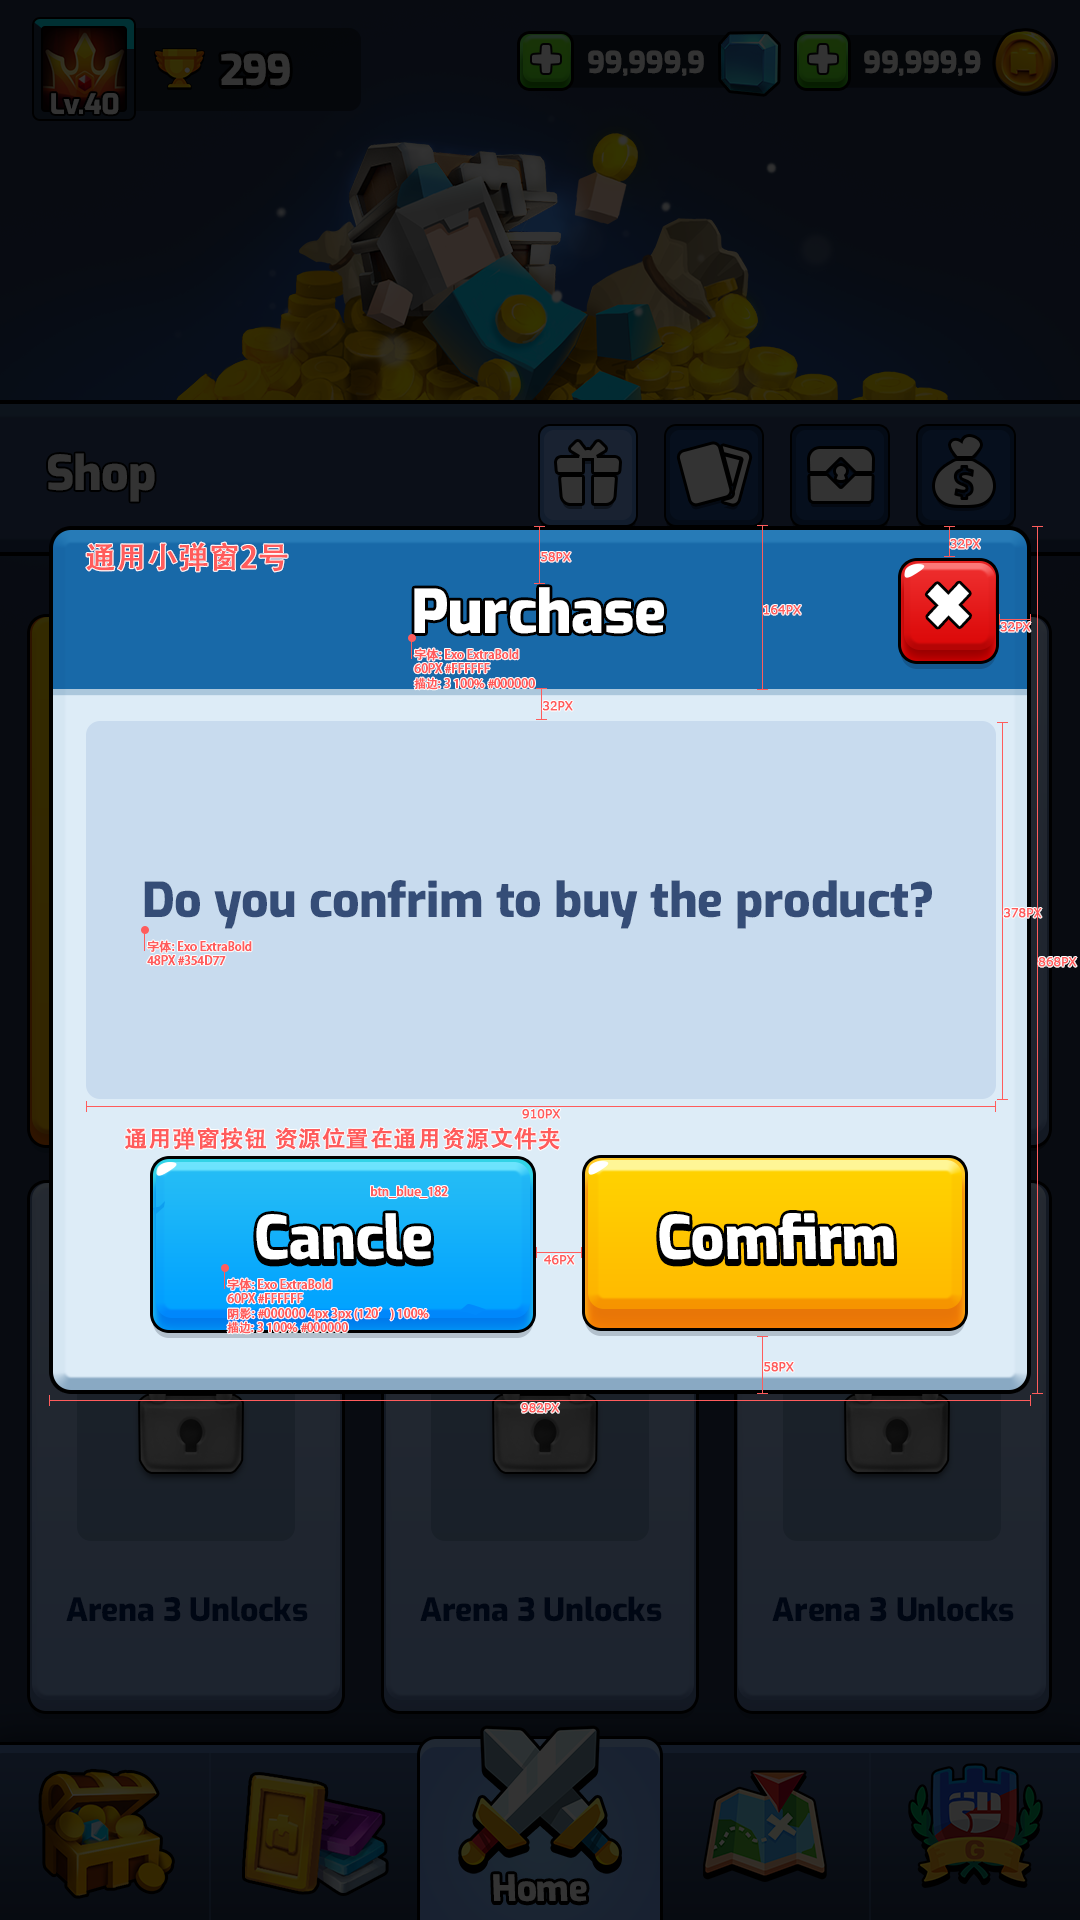 Lv.40
299
99,999,9
99,999,9
Shop
通用小弹窗2号
58PX
32PX
Purchase
164PX
32PX
字体: Exo ExtraBold
60PX #FFFFFF
描边: 3 100% #000000
32PX
Do you confrim to buy the product?
378PX
字体: Exo ExtraBold
48PX #354D77
868PX
910PX
通用弹窗按钮 资源位置在通用资源文件夹
btn_blue_182
Cancle
Comfirm
46PX
字体: Exo ExtraBold
60PX #FFFFFF
阴影: #000000 4px 3px (120°) 100%
描边: 3 100% #000000
58PX
982PX
Arena 3 Unlocks
Arena 3 Unlocks
Arena 3 Unlocks
Home
G